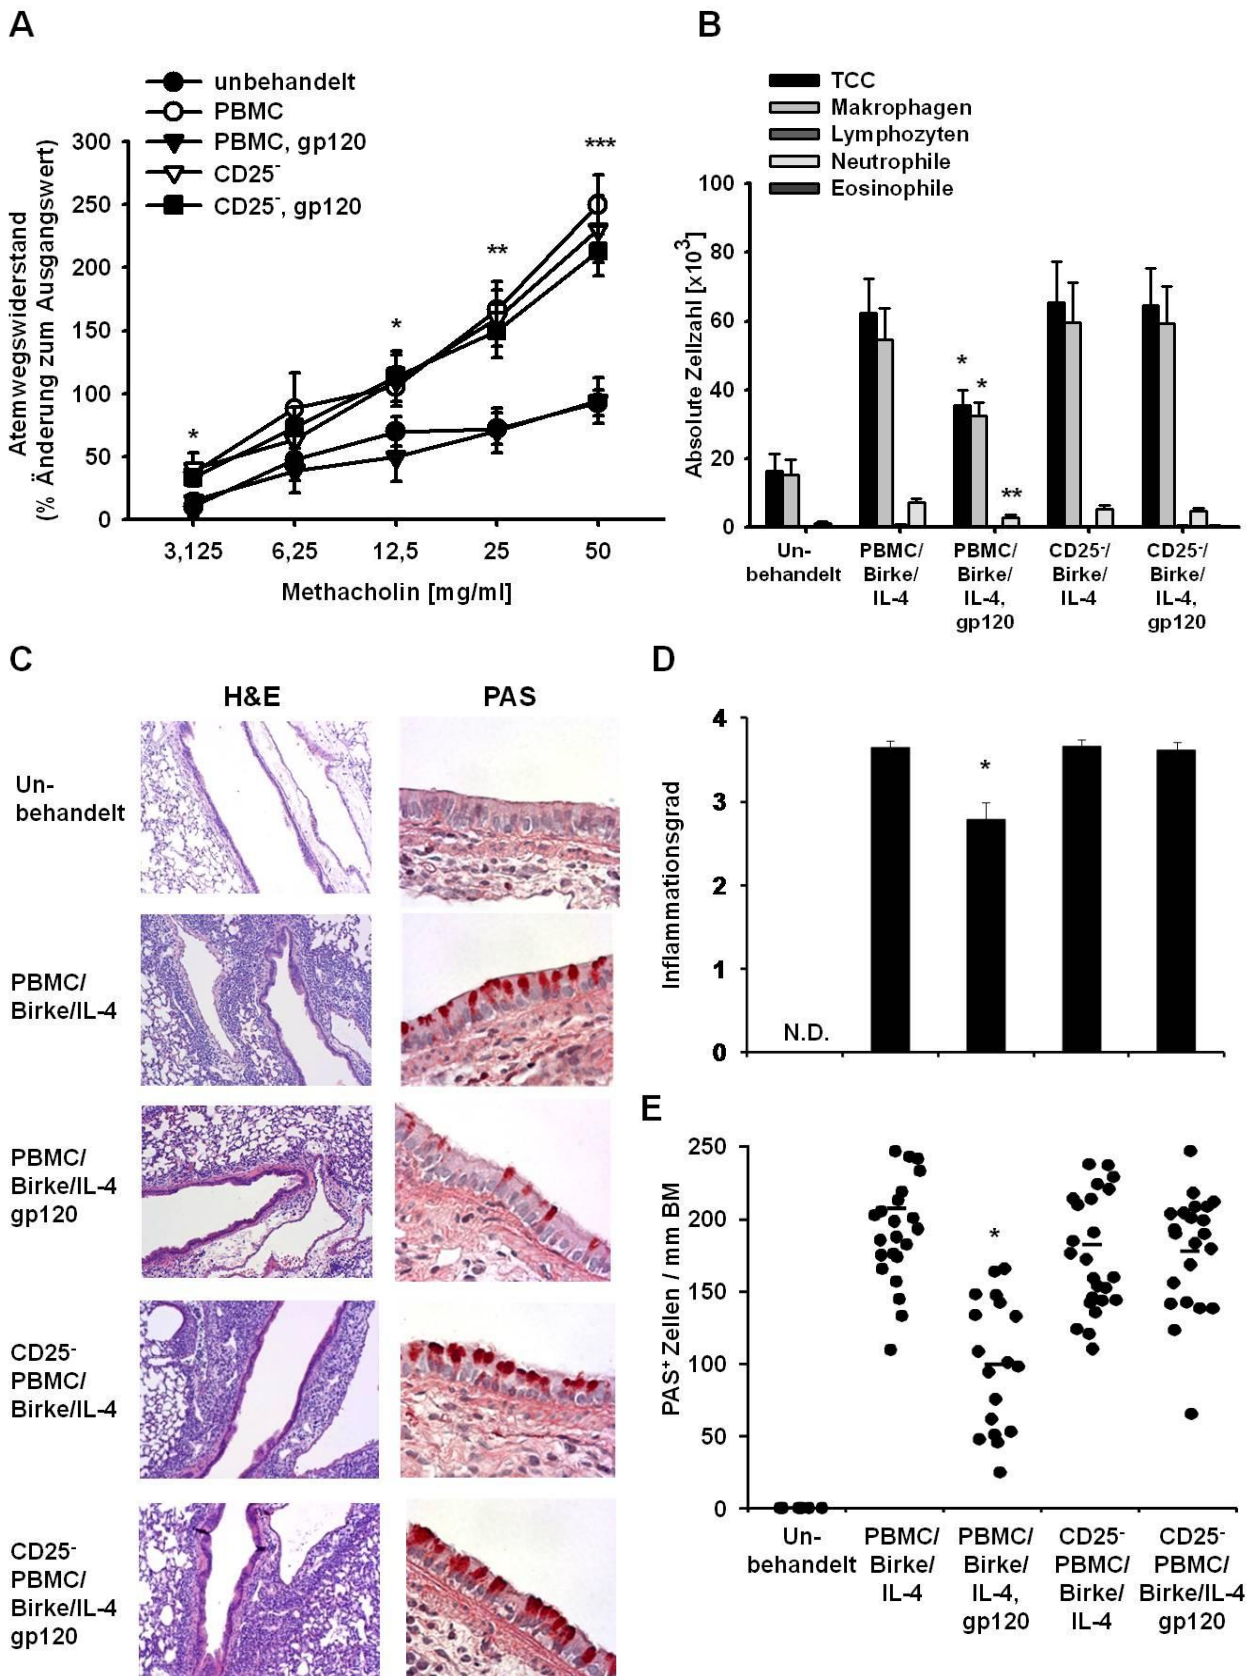 A
unbehandelt
PBMC
PBMC, gp120
CD25⁻
CD25⁻, gp120
Atemwegswiderstand
(% Änderung zum Ausgangswert)
300
250
200
150
100
50
0
*
*
**
***
3,125 6,25 12,5 25 50
Methacholin [mg/ml]
B
TCC
Makrophagen
Lymphozyten
Neutrophile
Eosinophile
Absolute Zellzahl [x10³]
100
80
60
40
20
0
*
*
**
Un-
behandelt
PBMC/
Birke/
IL-4
PBMC/
Birke/
IL-4,
gp120
CD25⁻/
Birke/
IL-4
CD25⁻/
Birke/
IL-4,
gp120
C
H&E PAS
Un-
behandelt
PBMC/
Birke/IL-4
PBMC/
Birke/IL-4
gp120
CD25⁻
PBMC/
Birke/IL-4
CD25⁻
PBMC/
Birke/IL-4
gp120
D
Inflammationsgrad
4
3
2
1
0
N.D.
*
E
PAS⁺ Zellen / mm BM
250
200
150
100
50
0
*
Un-
behandelt
PBMC/
Birke/
IL-4
PBMC/
Birke/
IL-4,
gp120
CD25⁻
PBMC/
Birke/
IL-4
CD25⁻
PBMC/
Birke/IL-4
gp120